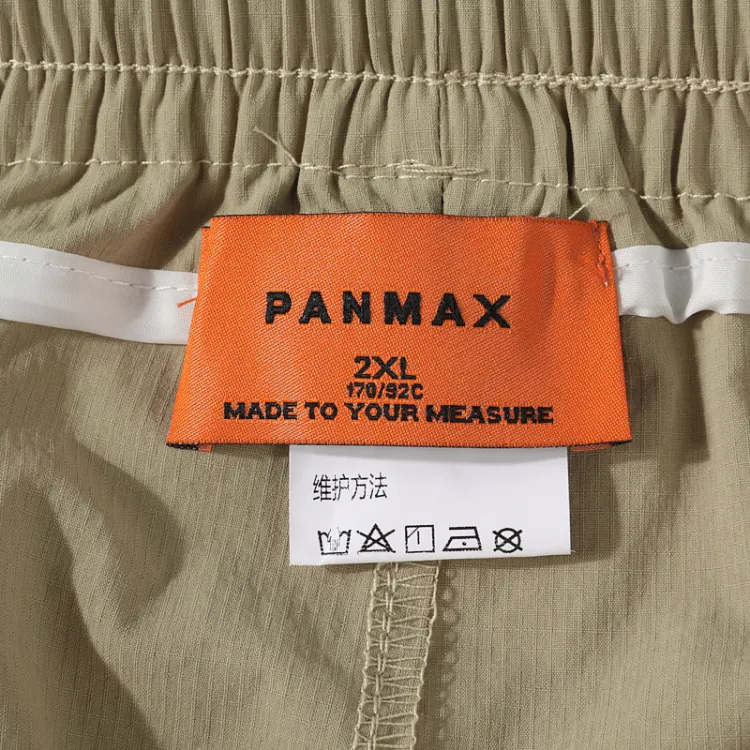 PANMAX
2XL
170/92C
MADE TO YOUR MEASURE
维护方法